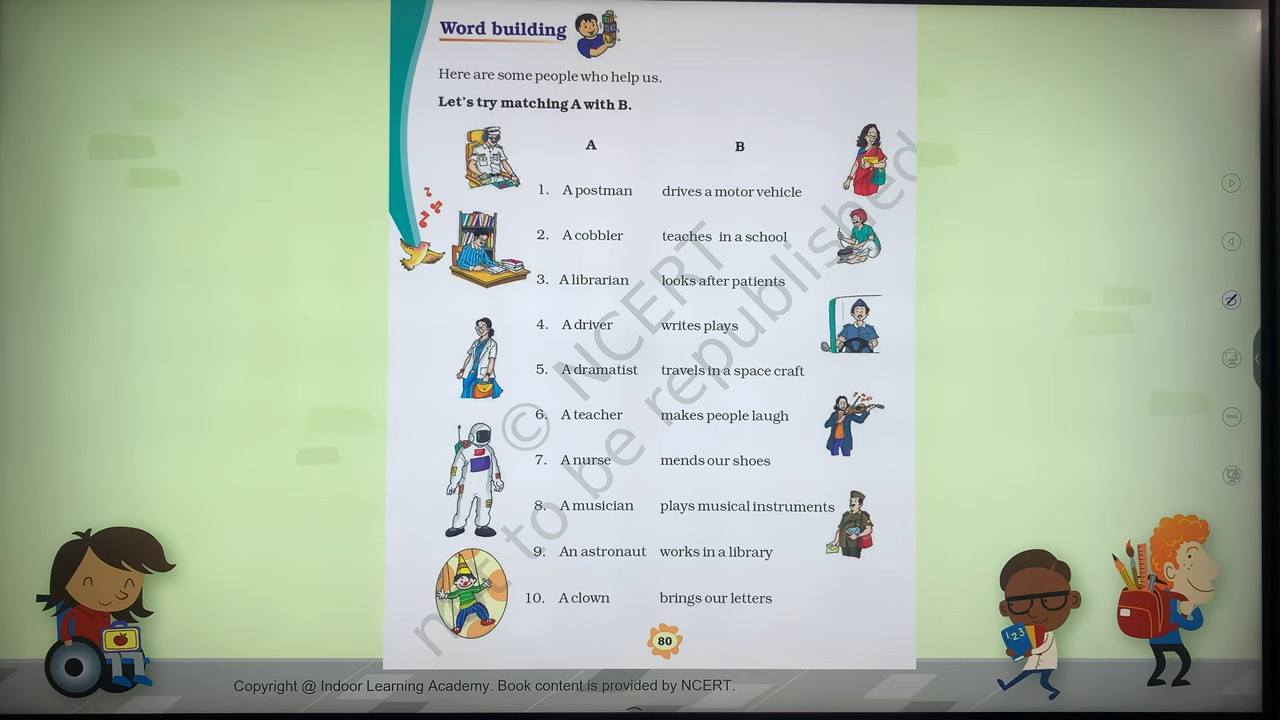 Word building
Here are some people who help us.
Let's try matching A with B.
A B
1. A postman drives a motor vehicle
2. A cobbler teaches in a school
3. A librarian looks after patients
4. A driver writes plays
5. A dramatist travels in a space craft
6. A teacher makes people laugh
7. A nurse mends our shoes
8. A musician plays musical instruments
9. An astronaut works in a library
10. A clown brings our letters
80
© NCERT
not to be republished
1 2 3
Copyright @ Indoor Learning Academy. Book content is provided by NCERT.